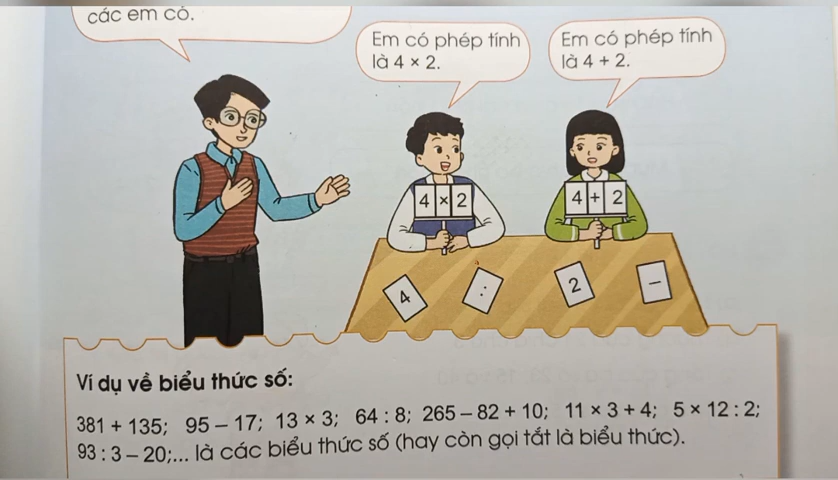 các em có.
Em có phép tính
là 4 × 2.
Em có phép tính
là 4 + 2.
4 × 2
4 + 2
4 : 2 −
Ví dụ về biểu thức số:
381 + 135; 95 − 17; 13 × 3; 64 : 8; 265 − 82 + 10; 11 × 3 + 4; 5 × 12 : 2;
93 : 3 − 20;... là các biểu thức số (hay còn gọi tắt là biểu thức).